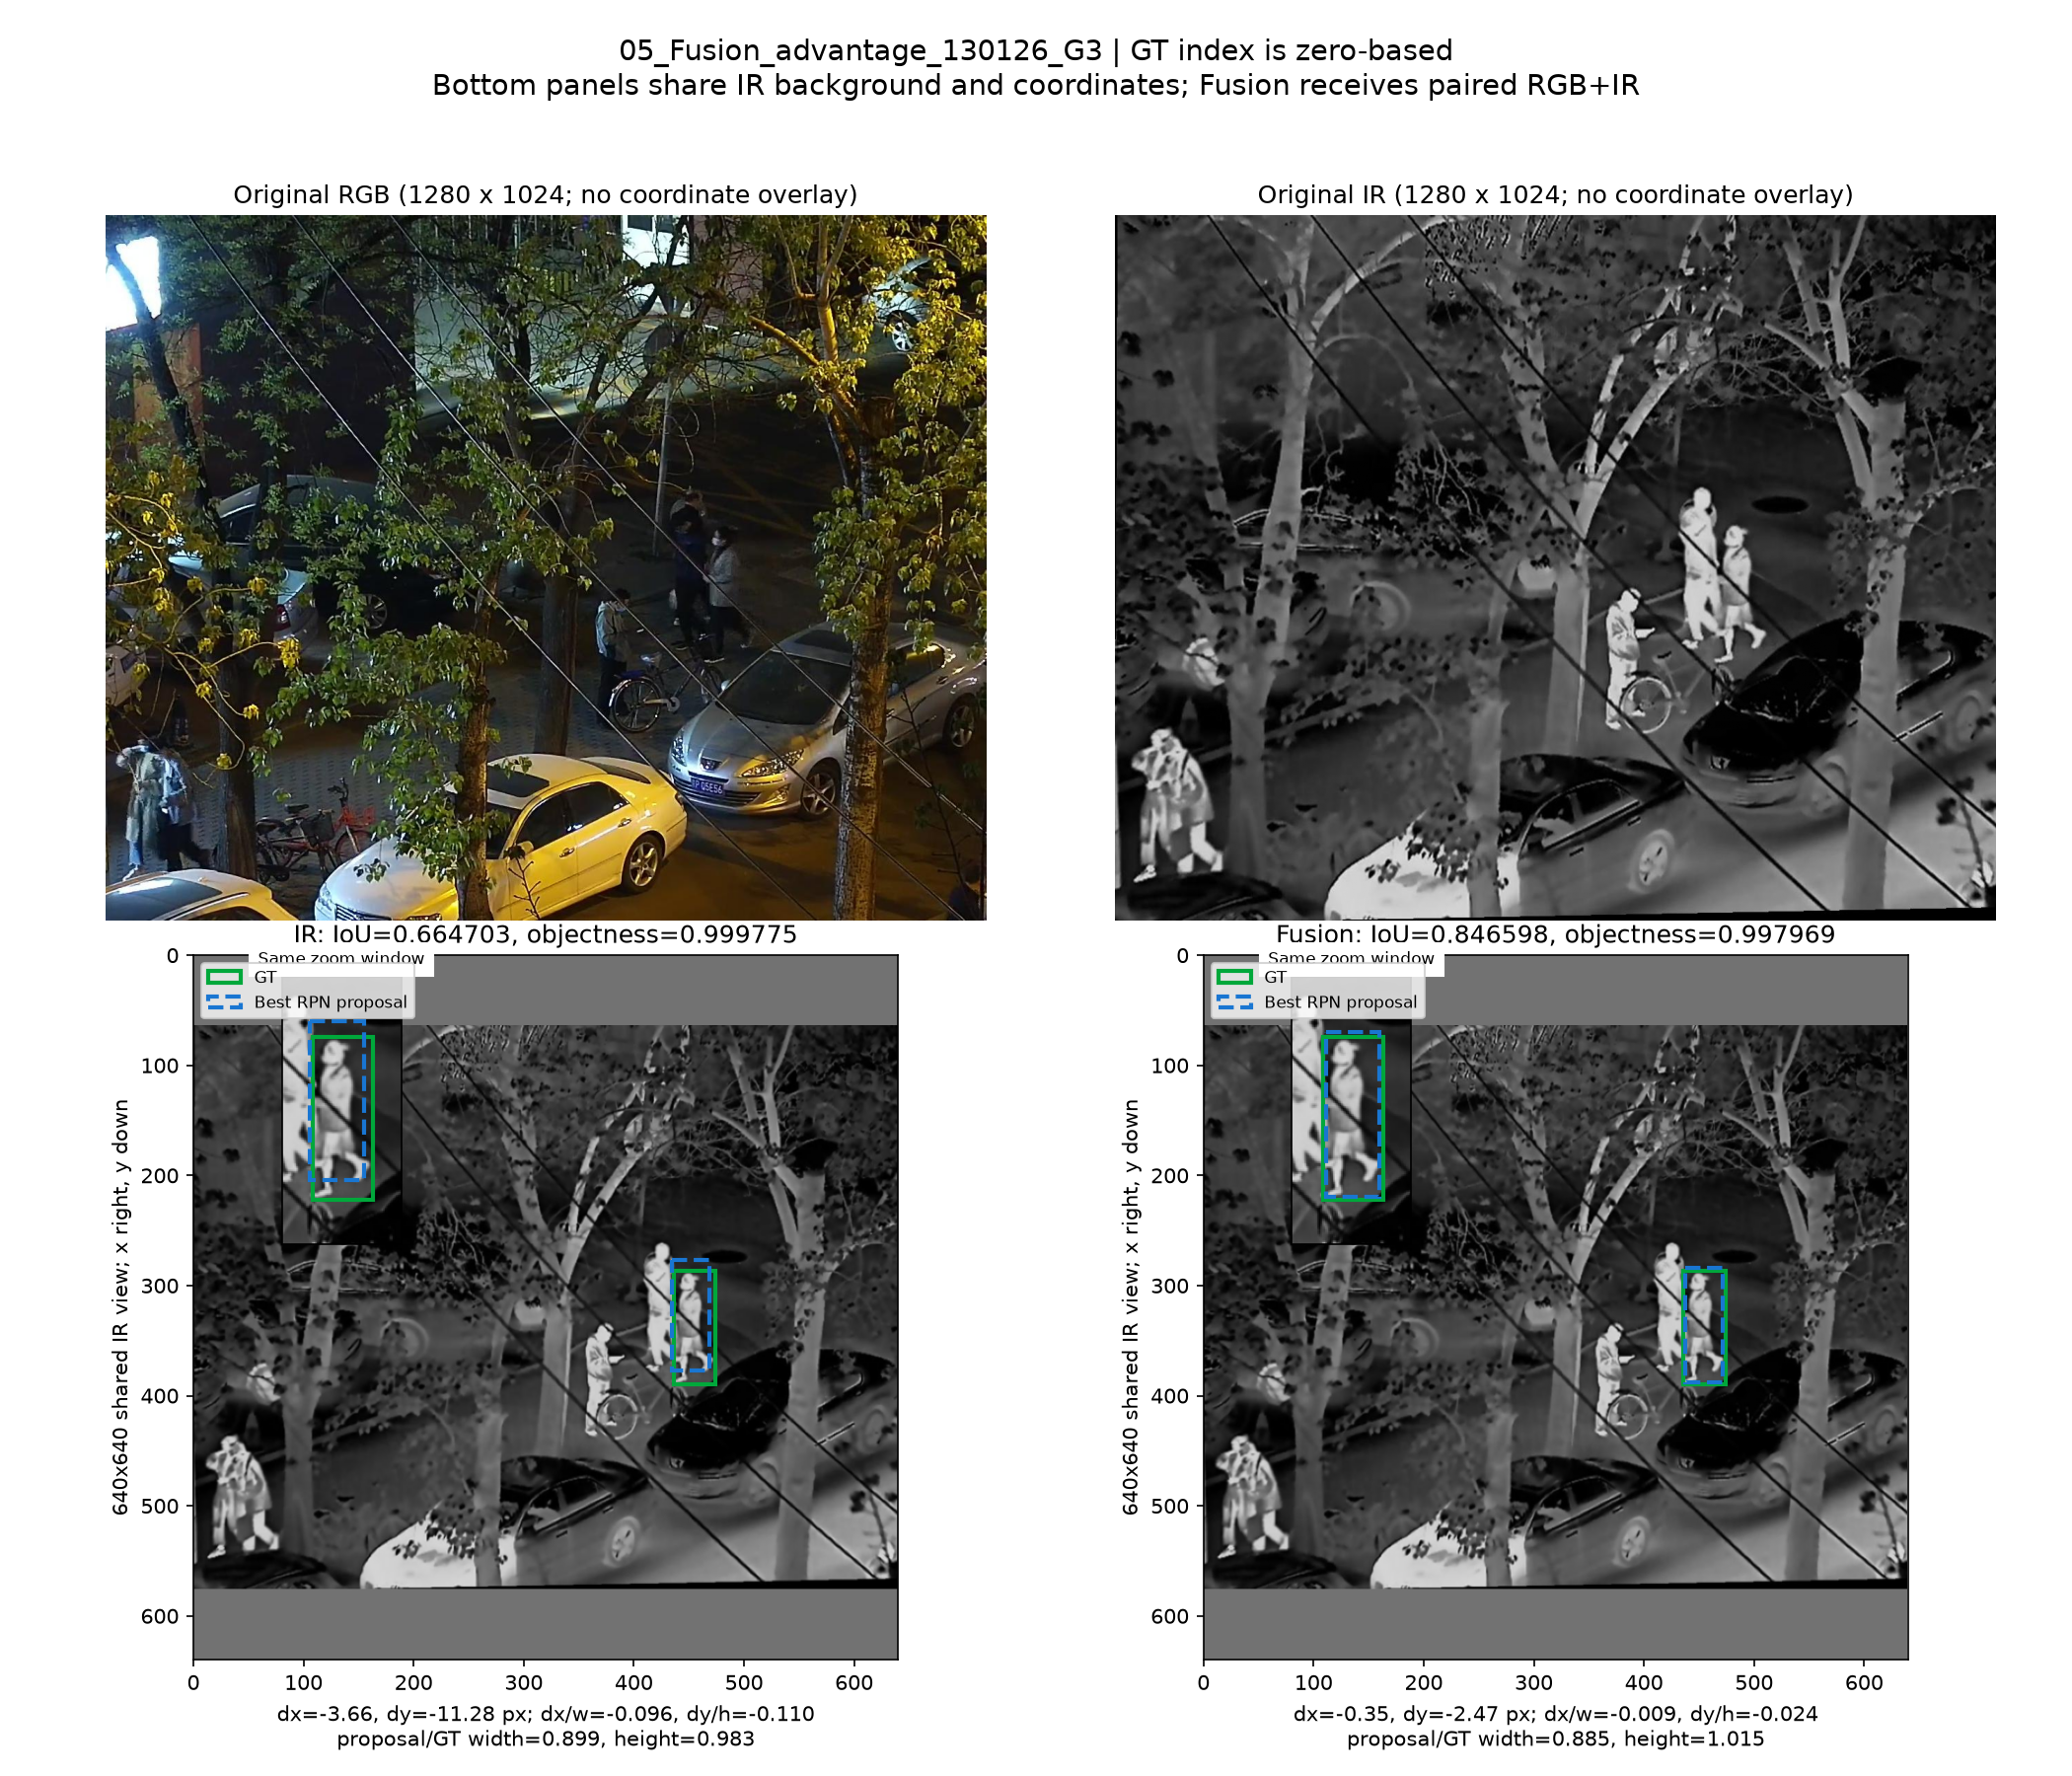 05_Fusion_advantage_130126_G3 | GT index is zero-based
Bottom panels share IR background and coordinates; Fusion receives paired RGB+IR
Original RGB (1280 x 1024; no coordinate overlay)
Original IR (1280 x 1024; no coordinate overlay)
IR: IoU=0.664703, objectness=0.999775
Same zoom window
GT
Best RPN proposal
0
100
200
300
400
500
600
640x640 shared IR view; x right, y down
0
100
200
300
400
500
600
dx=-3.66, dy=-11.28 px; dx/w=-0.096, dy/h=-0.110
proposal/GT width=0.899, height=0.983
Fusion: IoU=0.846598, objectness=0.997969
Same zoom window
GT
Best RPN proposal
0
100
200
300
400
500
600
640x640 shared IR view; x right, y down
0
100
200
300
400
500
600
dx=-0.35, dy=-2.47 px; dx/w=-0.009, dy/h=-0.024
proposal/GT width=0.885, height=1.015